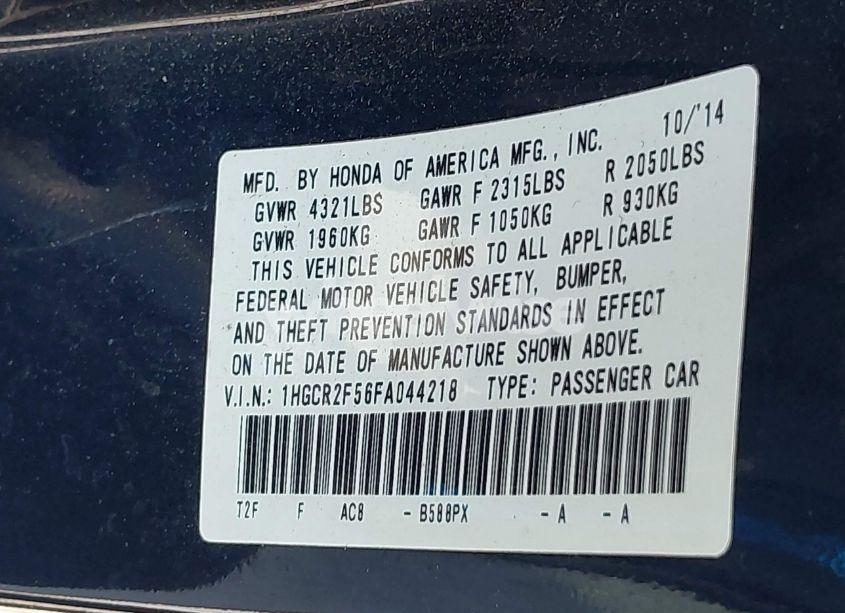 MFD. BY HONDA OF AMERICA MFG., INC. 10/'14
GVWR 4321LBS GAWR F 2315LBS R 2050LBS
GVWR 1960KG GAWR F 1050KG R 930KG
THIS VEHICLE CONFORMS TO ALL APPLICABLE
FEDERAL MOTOR VEHICLE SAFETY, BUMPER,
AND THEFT PREVENTION STANDARDS IN EFFECT
ON THE DATE OF MANUFACTURE SHOWN ABOVE.
V.I.N.: 1HGCR2F56FA044218 TYPE: PASSENGER CAR
T2F F AC8 - B588PX - A - A